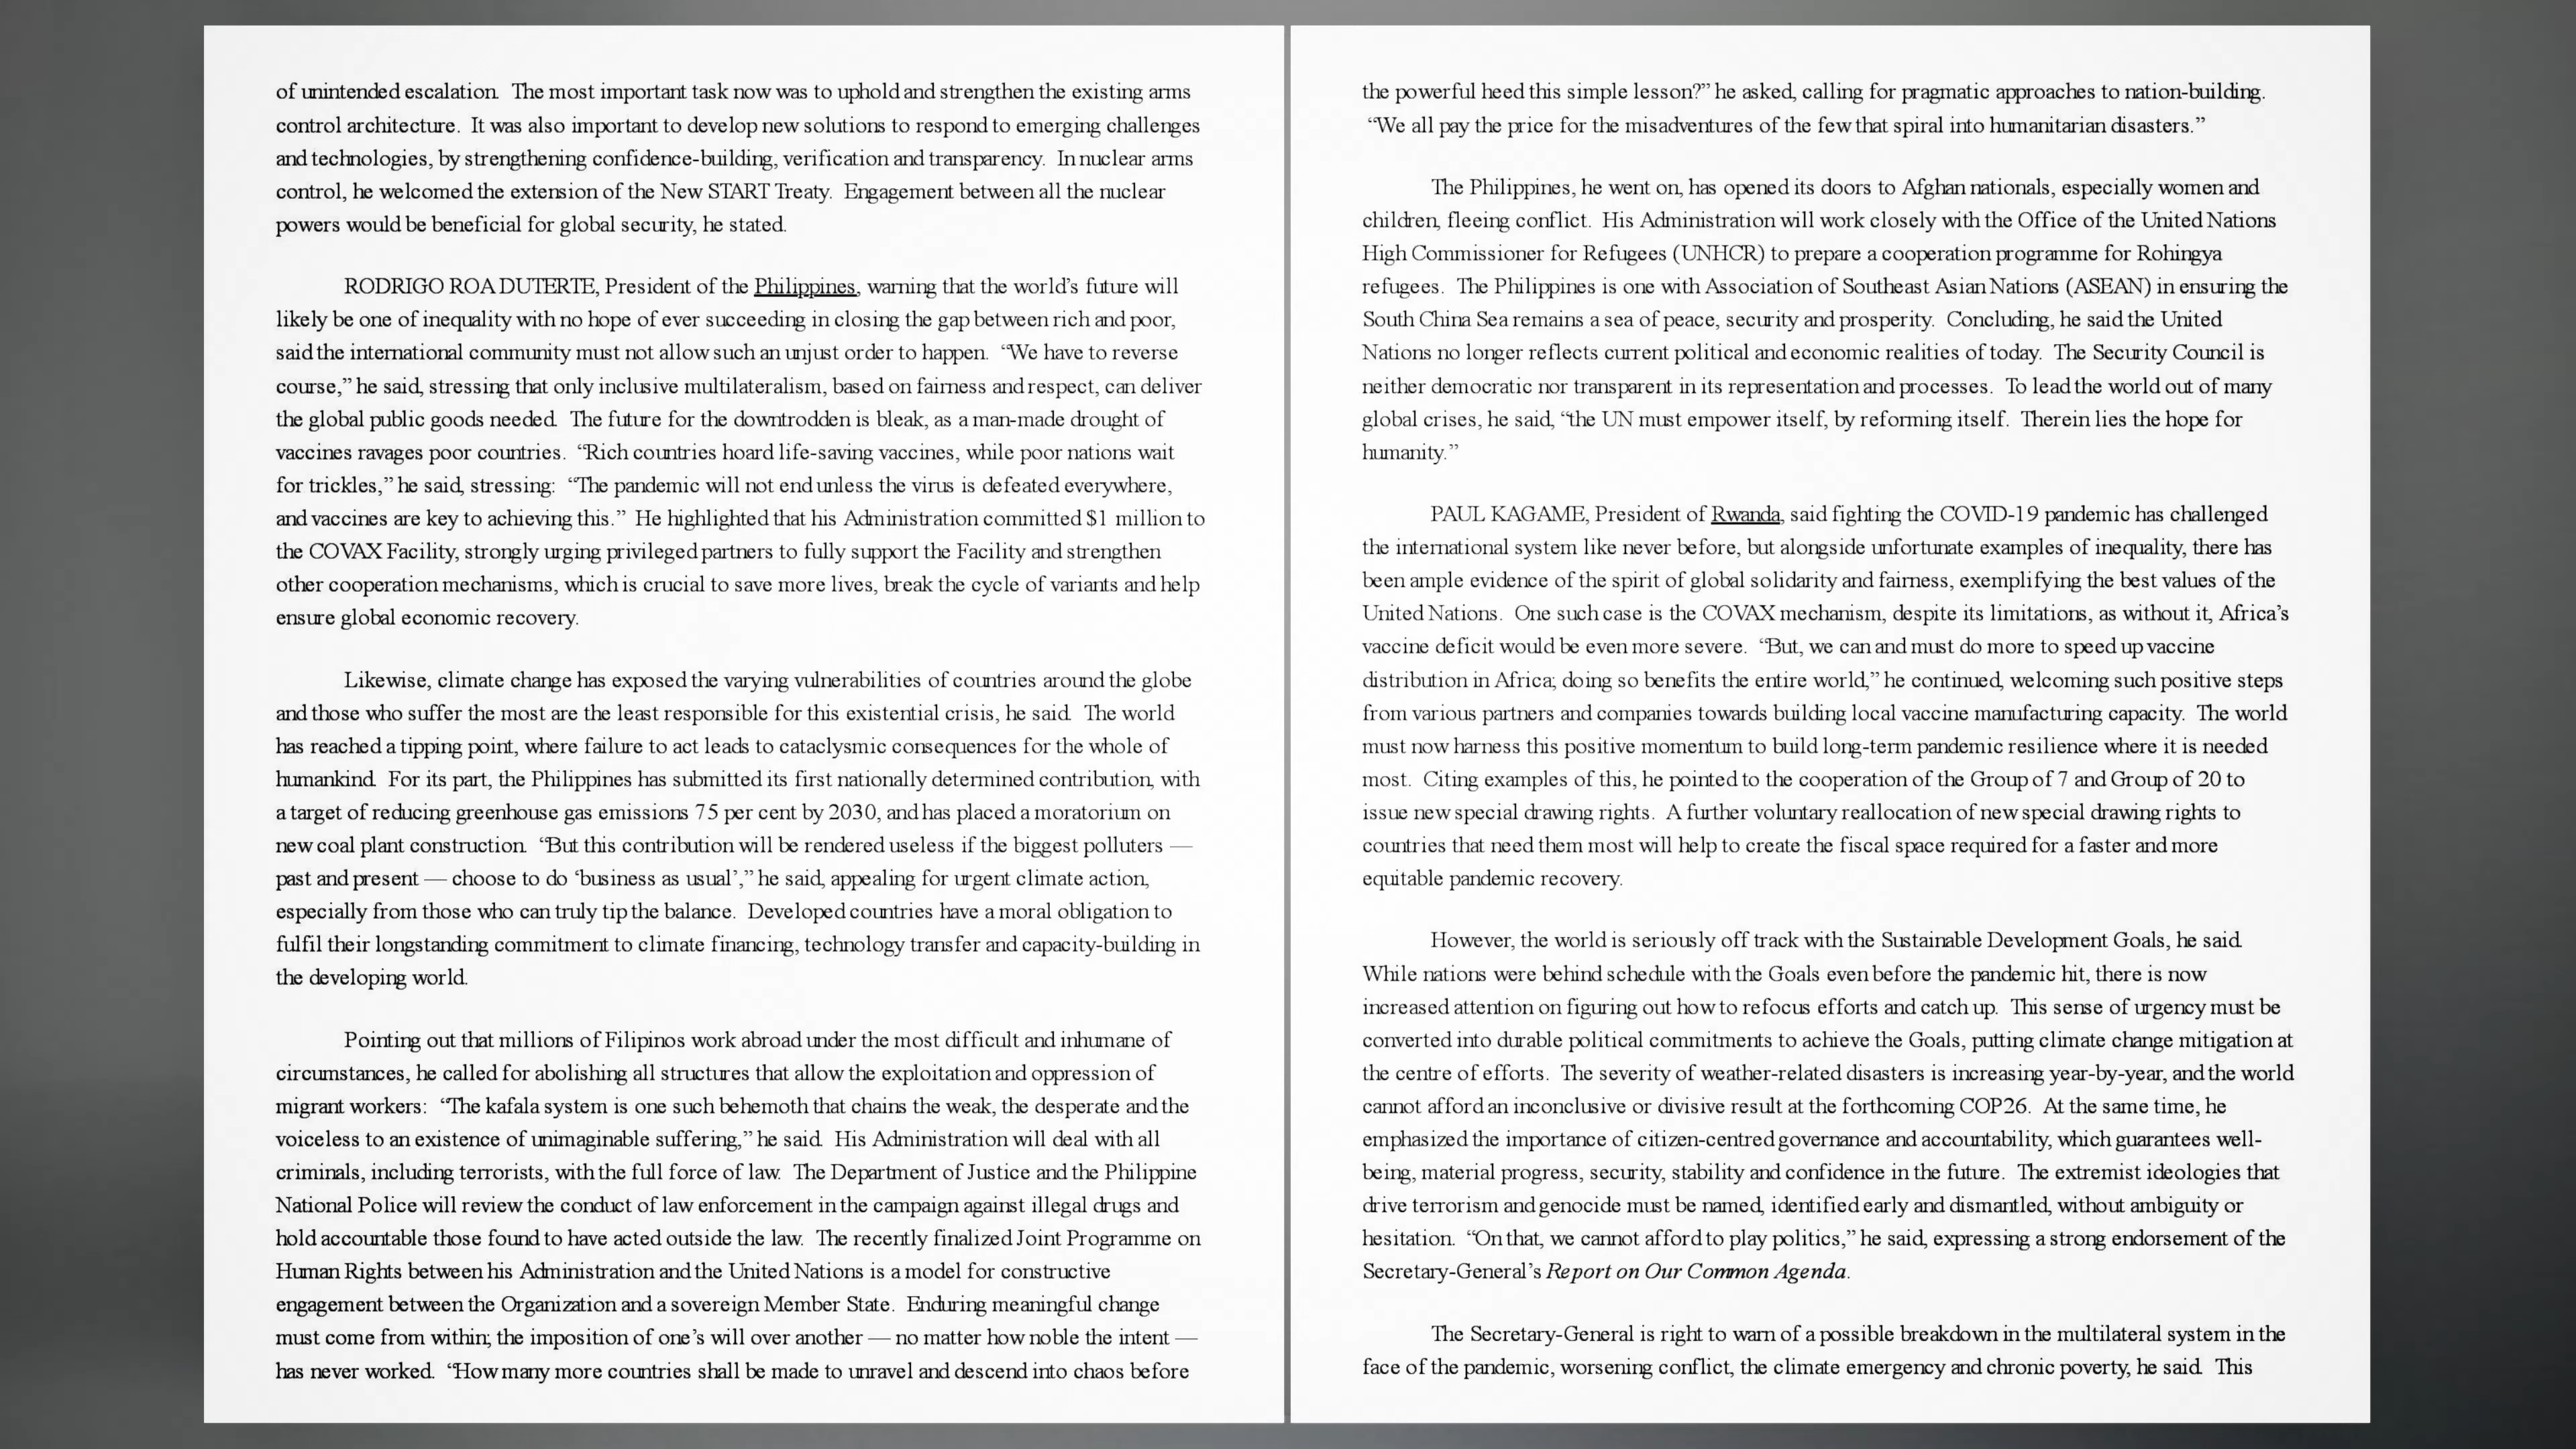 of unintended escalation.  The most important task now was to uphold and strengthen the existing arms
control architecture.  It was also important to develop new solutions to respond to emerging challenges
and technologies, by strengthening confidence-building, verification and transparency.  In nuclear arms
control, he welcomed the extension of the New START Treaty.  Engagement between all the nuclear
powers would be beneficial for global security, he stated.
RODRIGO ROA DUTERTE, President of the Philippines, warning that the world’s future will
likely be one of inequality with no hope of ever succeeding in closing the gap between rich and poor,
said the international community must not allow such an unjust order to happen.  “We have to reverse
course,” he said, stressing that only inclusive multilateralism, based on fairness and respect, can deliver
the global public goods needed.  The future for the downtrodden is bleak, as a man-made drought of
vaccines ravages poor countries.  “Rich countries hoard life-saving vaccines, while poor nations wait
for trickles,” he said, stressing:  “The pandemic will not end unless the virus is defeated everywhere,
and vaccines are key to achieving this.”  He highlighted that his Administration committed $1 million to
the COVAX Facility, strongly urging privileged partners to fully support the Facility and strengthen
other cooperation mechanisms, which is crucial to save more lives, break the cycle of variants and help
ensure global economic recovery.
Likewise, climate change has exposed the varying vulnerabilities of countries around the globe
and those who suffer the most are the least responsible for this existential crisis, he said.  The world
has reached a tipping point, where failure to act leads to cataclysmic consequences for the whole of
humankind.  For its part, the Philippines has submitted its first nationally determined contribution, with
a target of reducing greenhouse gas emissions 75 per cent by 2030, and has placed a moratorium on
new coal plant construction.  “But this contribution will be rendered useless if the biggest polluters —
past and present — choose to do ‘business as usual’,” he said, appealing for urgent climate action,
especially from those who can truly tip the balance.  Developed countries have a moral obligation to
fulfil their longstanding commitment to climate financing, technology transfer and capacity-building in
the developing world.
Pointing out that millions of Filipinos work abroad under the most difficult and inhumane of
circumstances, he called for abolishing all structures that allow the exploitation and oppression of
migrant workers:  “The kafala system is one such behemoth that chains the weak, the desperate and the
voiceless to an existence of unimaginable suffering,” he said.  His Administration will deal with all
criminals, including terrorists, with the full force of law.  The Department of Justice and the Philippine
National Police will review the conduct of law enforcement in the campaign against illegal drugs and
hold accountable those found to have acted outside the law.  The recently finalized Joint Programme on
Human Rights between his Administration and the United Nations is a model for constructive
engagement between the Organization and a sovereign Member State.  Enduring meaningful change
must come from within; the imposition of one’s will over another — no matter how noble the intent —
has never worked.  “How many more countries shall be made to unravel and descend into chaos before
the powerful heed this simple lesson?” he asked, calling for pragmatic approaches to nation-building.
“We all pay the price for the misadventures of the few that spiral into humanitarian disasters.”
The Philippines, he went on, has opened its doors to Afghan nationals, especially women and
children, fleeing conflict.  His Administration will work closely with the Office of the United Nations
High Commissioner for Refugees (UNHCR) to prepare a cooperation programme for Rohingya
refugees.  The Philippines is one with Association of Southeast Asian Nations (ASEAN) in ensuring the
South China Sea remains a sea of peace, security and prosperity.  Concluding, he said the United
Nations no longer reflects current political and economic realities of today.  The Security Council is
neither democratic nor transparent in its representation and processes.  To lead the world out of many
global crises, he said, “the UN must empower itself, by reforming itself.  Therein lies the hope for
humanity.”
PAUL KAGAME, President of Rwanda, said fighting the COVID-19 pandemic has challenged
the international system like never before, but alongside unfortunate examples of inequality, there has
been ample evidence of the spirit of global solidarity and fairness, exemplifying the best values of the
United Nations.  One such case is the COVAX mechanism, despite its limitations, as without it, Africa’s
vaccine deficit would be even more severe.  “But, we can and must do more to speed up vaccine
distribution in Africa; doing so benefits the entire world,” he continued, welcoming such positive steps
from various partners and companies towards building local vaccine manufacturing capacity.  The world
must now harness this positive momentum to build long-term pandemic resilience where it is needed
most.  Citing examples of this, he pointed to the cooperation of the Group of 7 and Group of 20 to
issue new special drawing rights.  A further voluntary reallocation of new special drawing rights to
countries that need them most will help to create the fiscal space required for a faster and more
equitable pandemic recovery.
However, the world is seriously off track with the Sustainable Development Goals, he said.
While nations were behind schedule with the Goals even before the pandemic hit, there is now
increased attention on figuring out how to refocus efforts and catch up.  This sense of urgency must be
converted into durable political commitments to achieve the Goals, putting climate change mitigation at
the centre of efforts.  The severity of weather-related disasters is increasing year-by-year, and the world
cannot afford an inconclusive or divisive result at the forthcoming COP26.  At the same time, he
emphasized the importance of citizen-centred governance and accountability, which guarantees well-
being, material progress, security, stability and confidence in the future.  The extremist ideologies that
drive terrorism and genocide must be named, identified early and dismantled, without ambiguity or
hesitation.  “On that, we cannot afford to play politics,” he said, expressing a strong endorsement of the
Secretary-General’s Report on Our Common Agenda.
The Secretary-General is right to warn of a possible breakdown in the multilateral system in the
face of the pandemic, worsening conflict, the climate emergency and chronic poverty, he said.  This